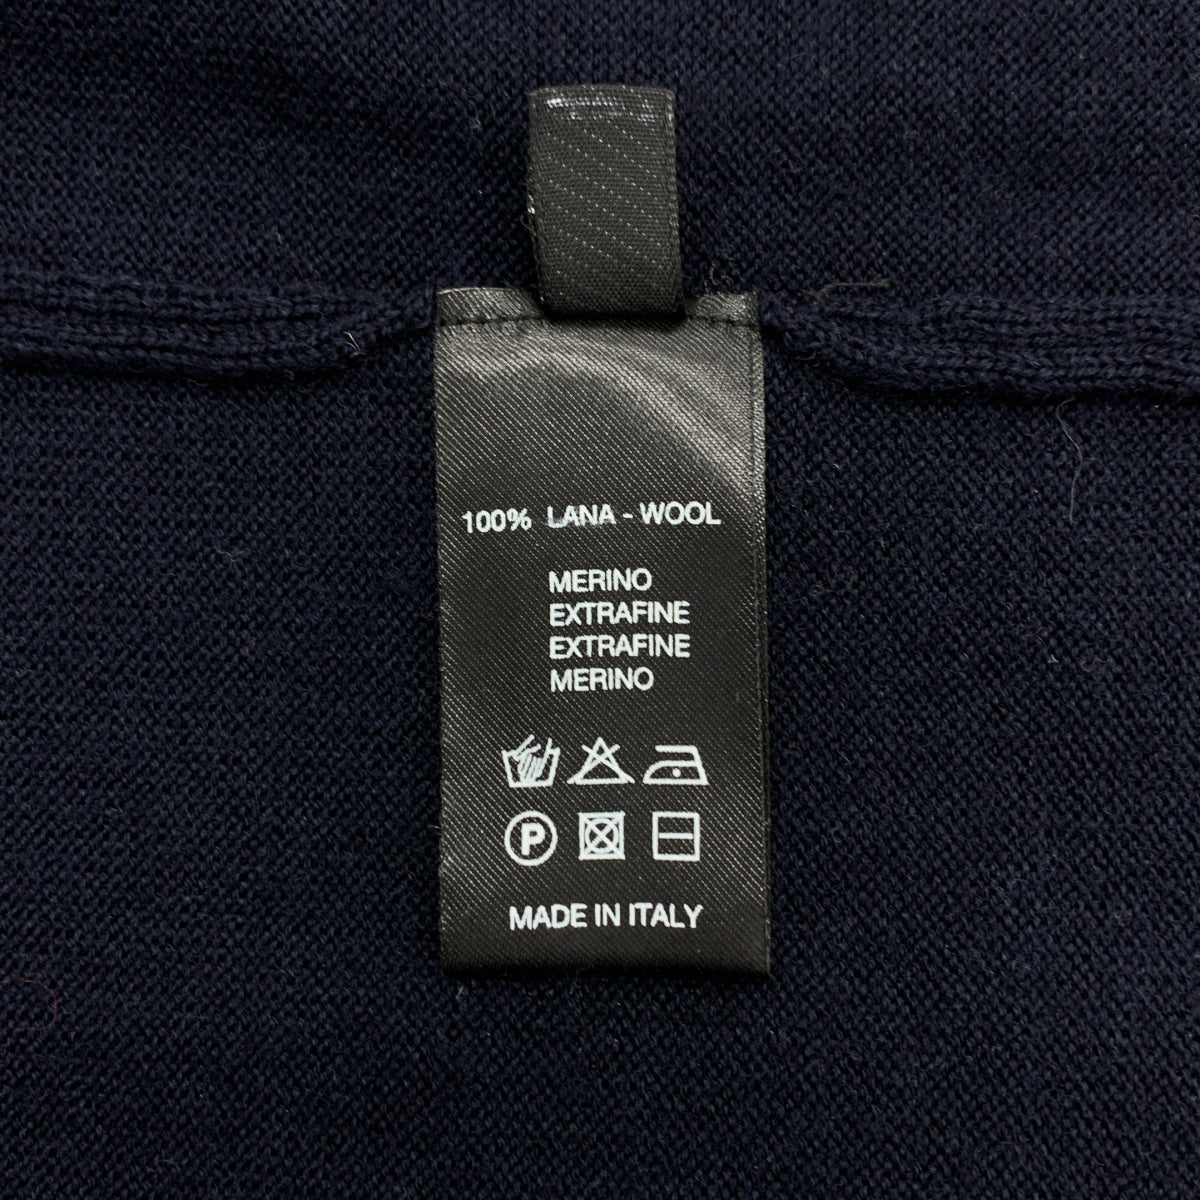 100% LANA - WOOL
MERINO
EXTRAFINE
EXTRAFINE
MERINO
P
MADE IN ITALY